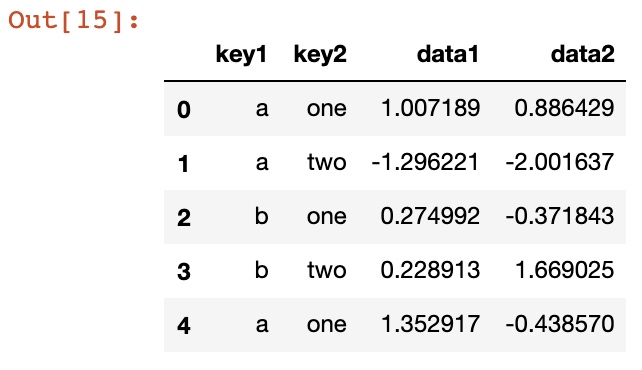 Out[15]:
key1 key2 data1 data2
0 a one 1.007189 0.886429
1 a two -1.296221 -2.001637
2 b one 0.274992 -0.371843
3 b two 0.228913 1.669025
4 a one 1.352917 -0.438570